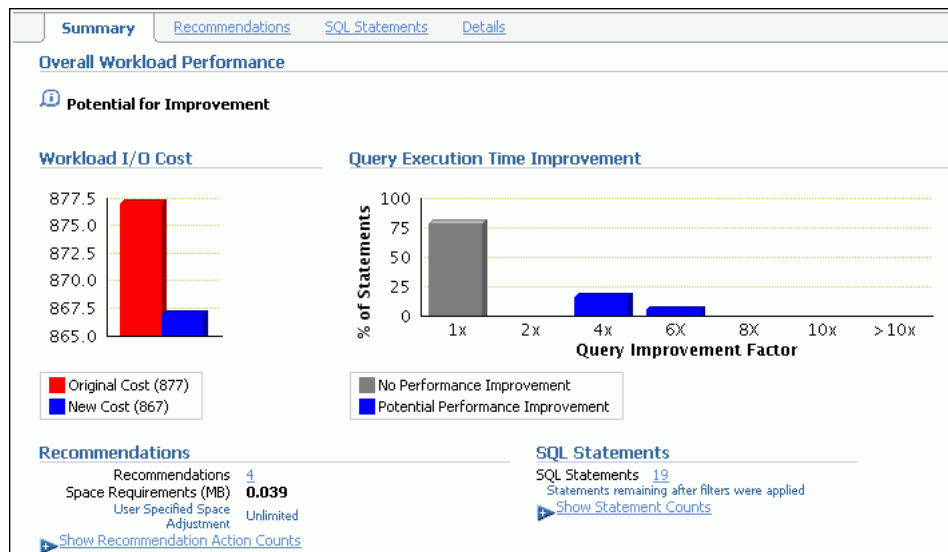 Summary Recommendations SQL Statements Details
Overall Workload Performance
Potential for Improvement
Workload I/O Cost
877.5
875.0
872.5
870.0
867.5
865.0
Original Cost (877)
New Cost (867)
Query Execution Time Improvement
% of Statements
100
75
50
25
0
1x 2x 4x 6X 8X 10x >10x
Query Improvement Factor
No Performance Improvement
Potential Performance Improvement
Recommendations
Recommendations 4
Space Requirements (MB) 0.039
User Specified Space
Adjustment Unlimited
Show Recommendation Action Counts
SQL Statements
SQL Statements 19
Statements remaining after filters were applied
Show Statement Counts